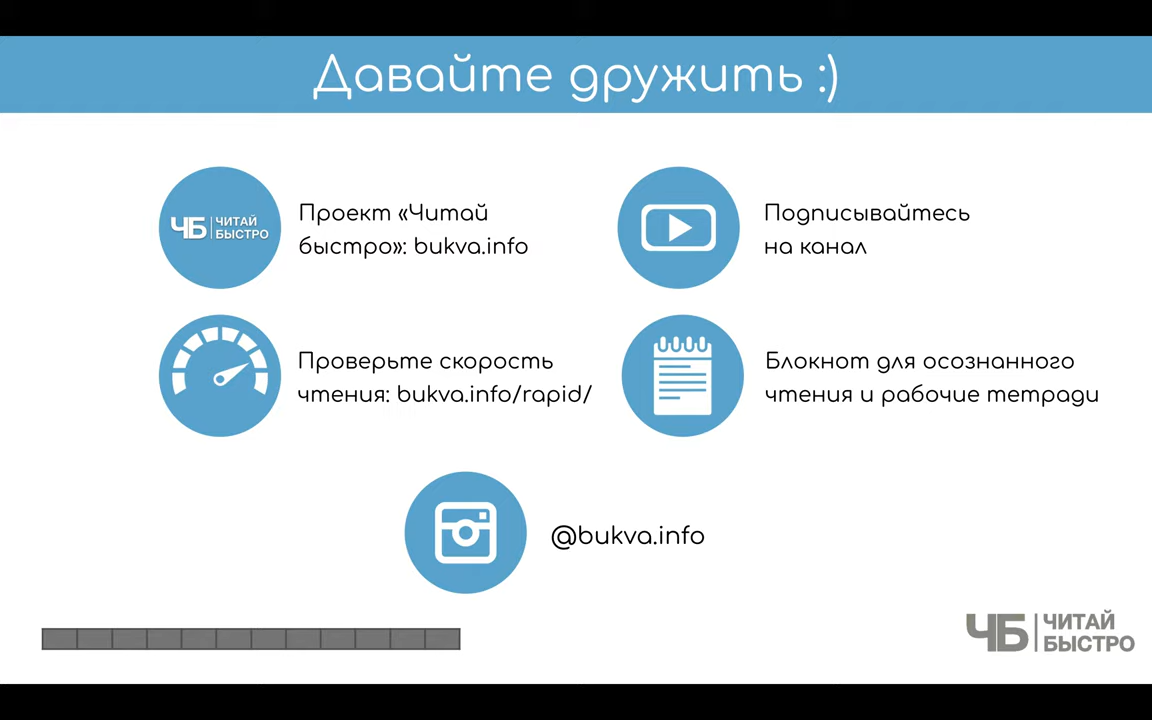 Давайте дружить :)
ЧБ ЧИТАЙ
БЫСТРО
Проект «Читай
быстро»: bukva.info
Подписывайтесь
на канал
Проверьте скорость
чтения: bukva.info/rapid/
Блокнот для осознанного
чтения и рабочие тетради
@bukva.info
ЧБ ЧИТАЙ
БЫСТРО